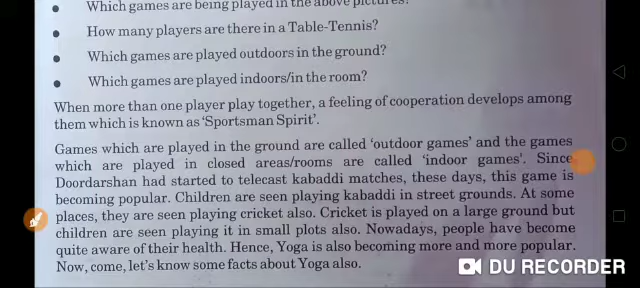 Which games are being played in the above pictures?
How many players are there in a Table-Tennis?
Which games are played outdoors in the ground?
Which games are played indoors/in the room?
When more than one player play together, a feeling of cooperation develops among
them which is known as ‘Sportsman Spirit’.
Games which are played in the ground are called ‘outdoor games’ and the games
which are played in closed areas/rooms are called ‘indoor games’. Since
Doordarshan had started to telecast kabaddi matches, these days, this game is
becoming popular. Children are seen playing kabaddi in street grounds. At some
places, they are seen playing cricket also. Cricket is played on a large ground but
children are seen playing it in small plots also. Nowadays, people have become
quite aware of their health. Hence, Yoga is also becoming more and more popular.
Now, come, let’s know some facts about Yoga also.
DU RECORDER